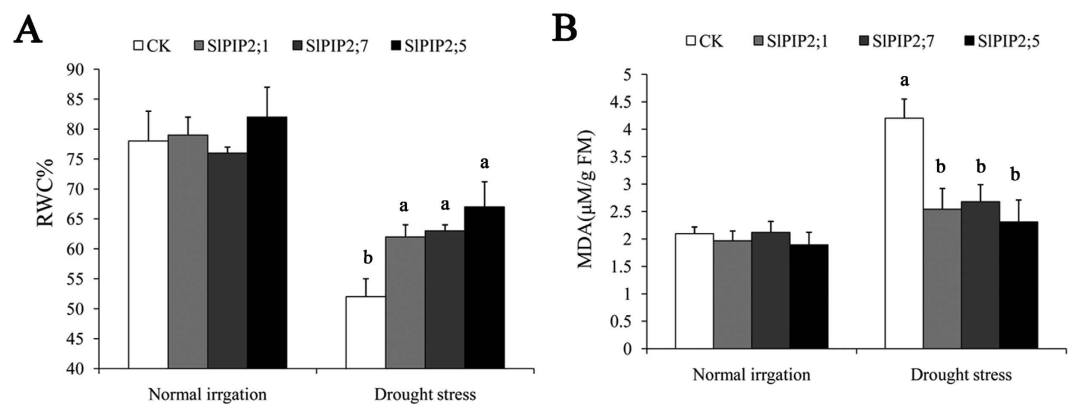 A
CK SlPIP2;1 SlPIP2;7 SlPIP2;5
90
85
80
75
70
65
60
55
50
45
40
RWC%
b
a
a
a
Normal irrgation Drought stress
B
CK SlPIP2;1 SlPIP2;7 SlPIP2;5
5
4.5
4
3.5
3
2.5
2
1.5
1
0.5
0
MDA(μM/g FM)
a
b
b
b
Normal irrgation Drought stress